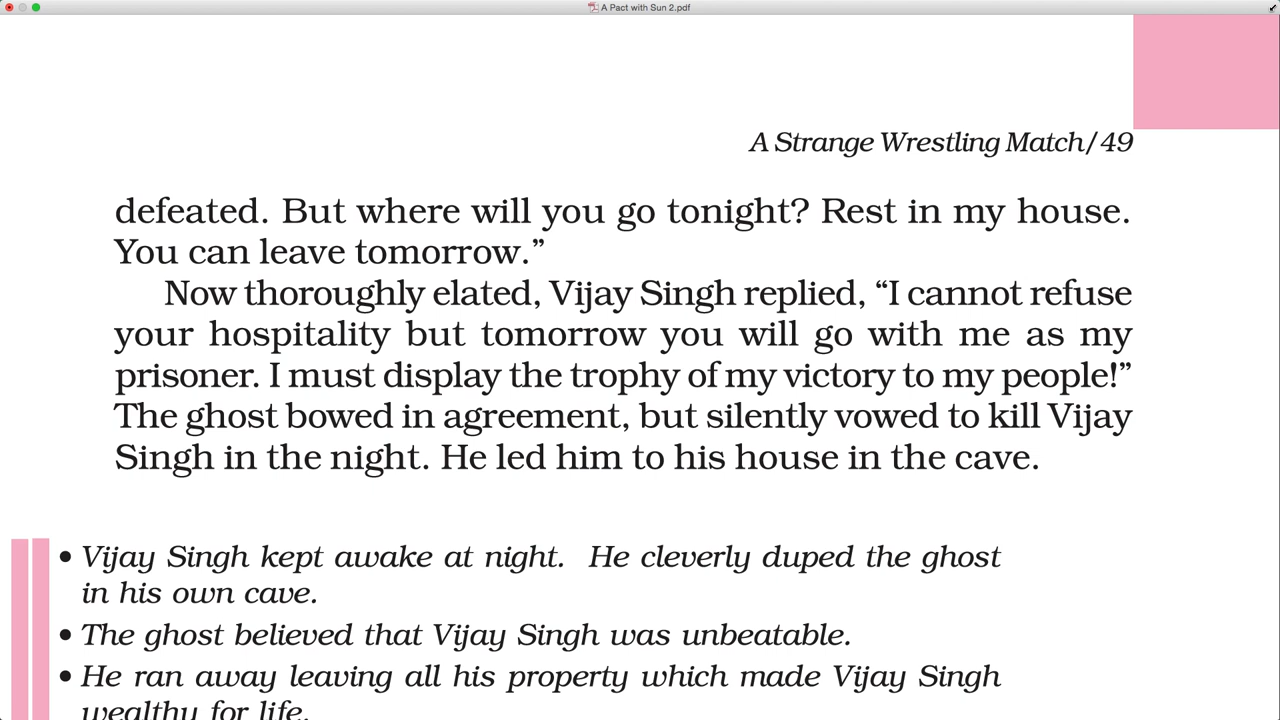 A Pact with Sun 2.pdf
A Strange Wrestling Match/49
defeated. But where will you go tonight? Rest in my house.
You can leave tomorrow.”
Now thoroughly elated, Vijay Singh replied, “I cannot refuse
your hospitality but tomorrow you will go with me as my
prisoner. I must display the trophy of my victory to my people!”
The ghost bowed in agreement, but silently vowed to kill Vijay
Singh in the night. He led him to his house in the cave.
• Vijay Singh kept awake at night. He cleverly duped the ghost
in his own cave.
• The ghost believed that Vijay Singh was unbeatable.
• He ran away leaving all his property which made Vijay Singh
wealthy for life.